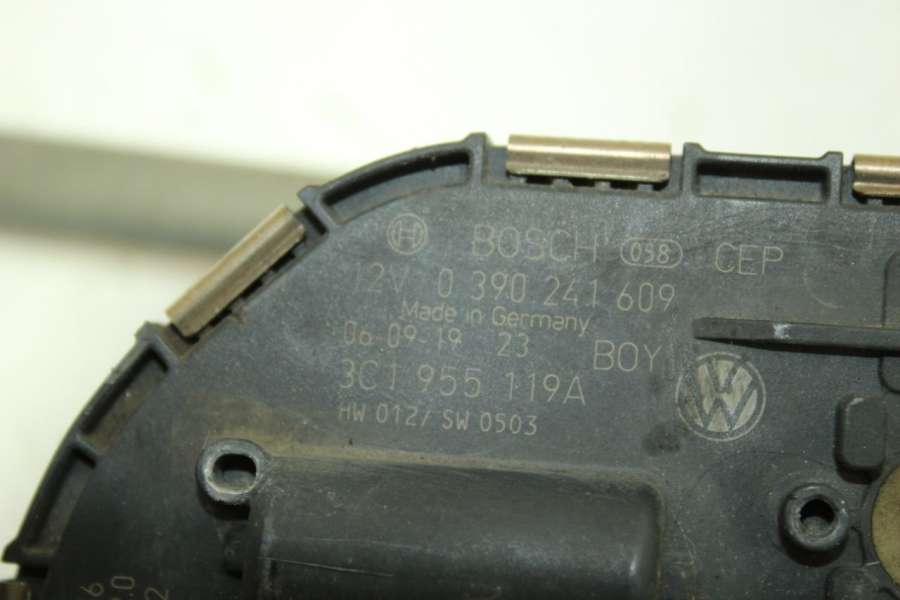 BOSCH 058 CEP
12V 0 390 241 609
Made in Germany
06-09-19 23 BOY
3C1 955 119A
HW 012/ SW 0503